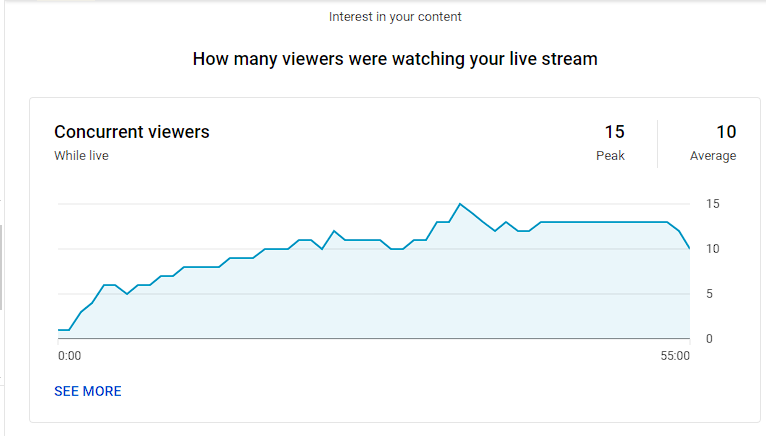 Interest in your content
How many viewers were watching your live stream
Concurrent viewers
While live
15
Peak
10
Average
15
10
5
0
0:00
55:00
SEE MORE